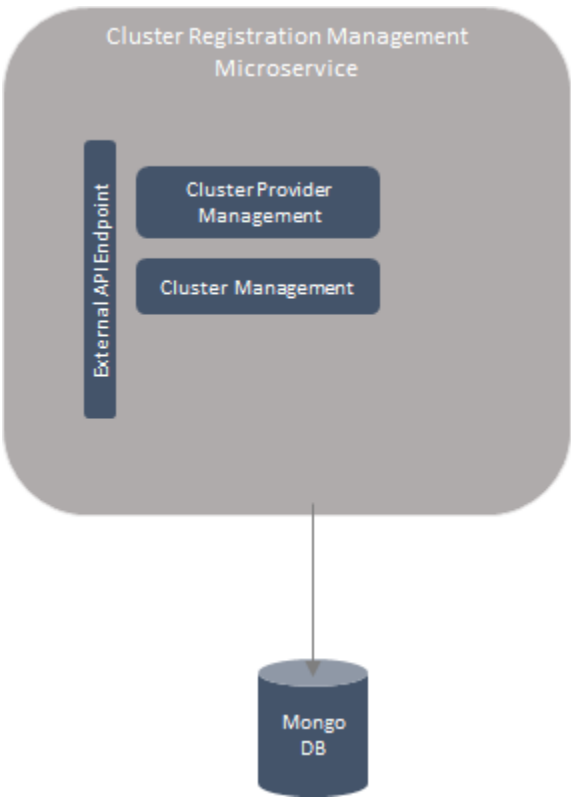 Cluster Registration Management
Microservice
External API Endpoint
Cluster Provider
Management
Cluster Management
Mongo
DB